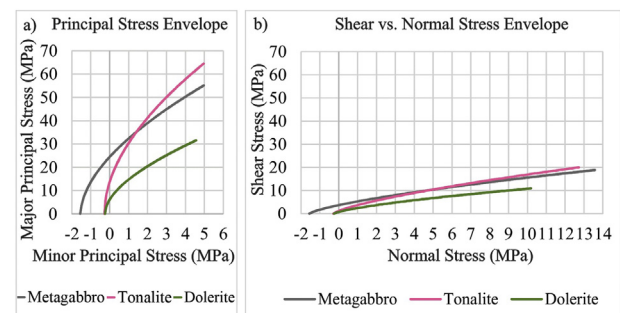 a) Principal Stress Envelope
Major Principal Stress (MPa)
70
60
50
40
30
20
10
0
-2 -1 0 1 2 3 4 5 6
Minor Principal Stress (MPa)
Metagabbro Tonalite Dolerite
b) Shear vs. Normal Stress Envelope
Shear Stress (MPa)
70
60
50
40
30
20
10
0
-2 -1 0 1 2 3 4 5 6 7 8 9 10 11 12 13 14
Normal Stress (MPa)
Metagabbro Tonalite Dolerite